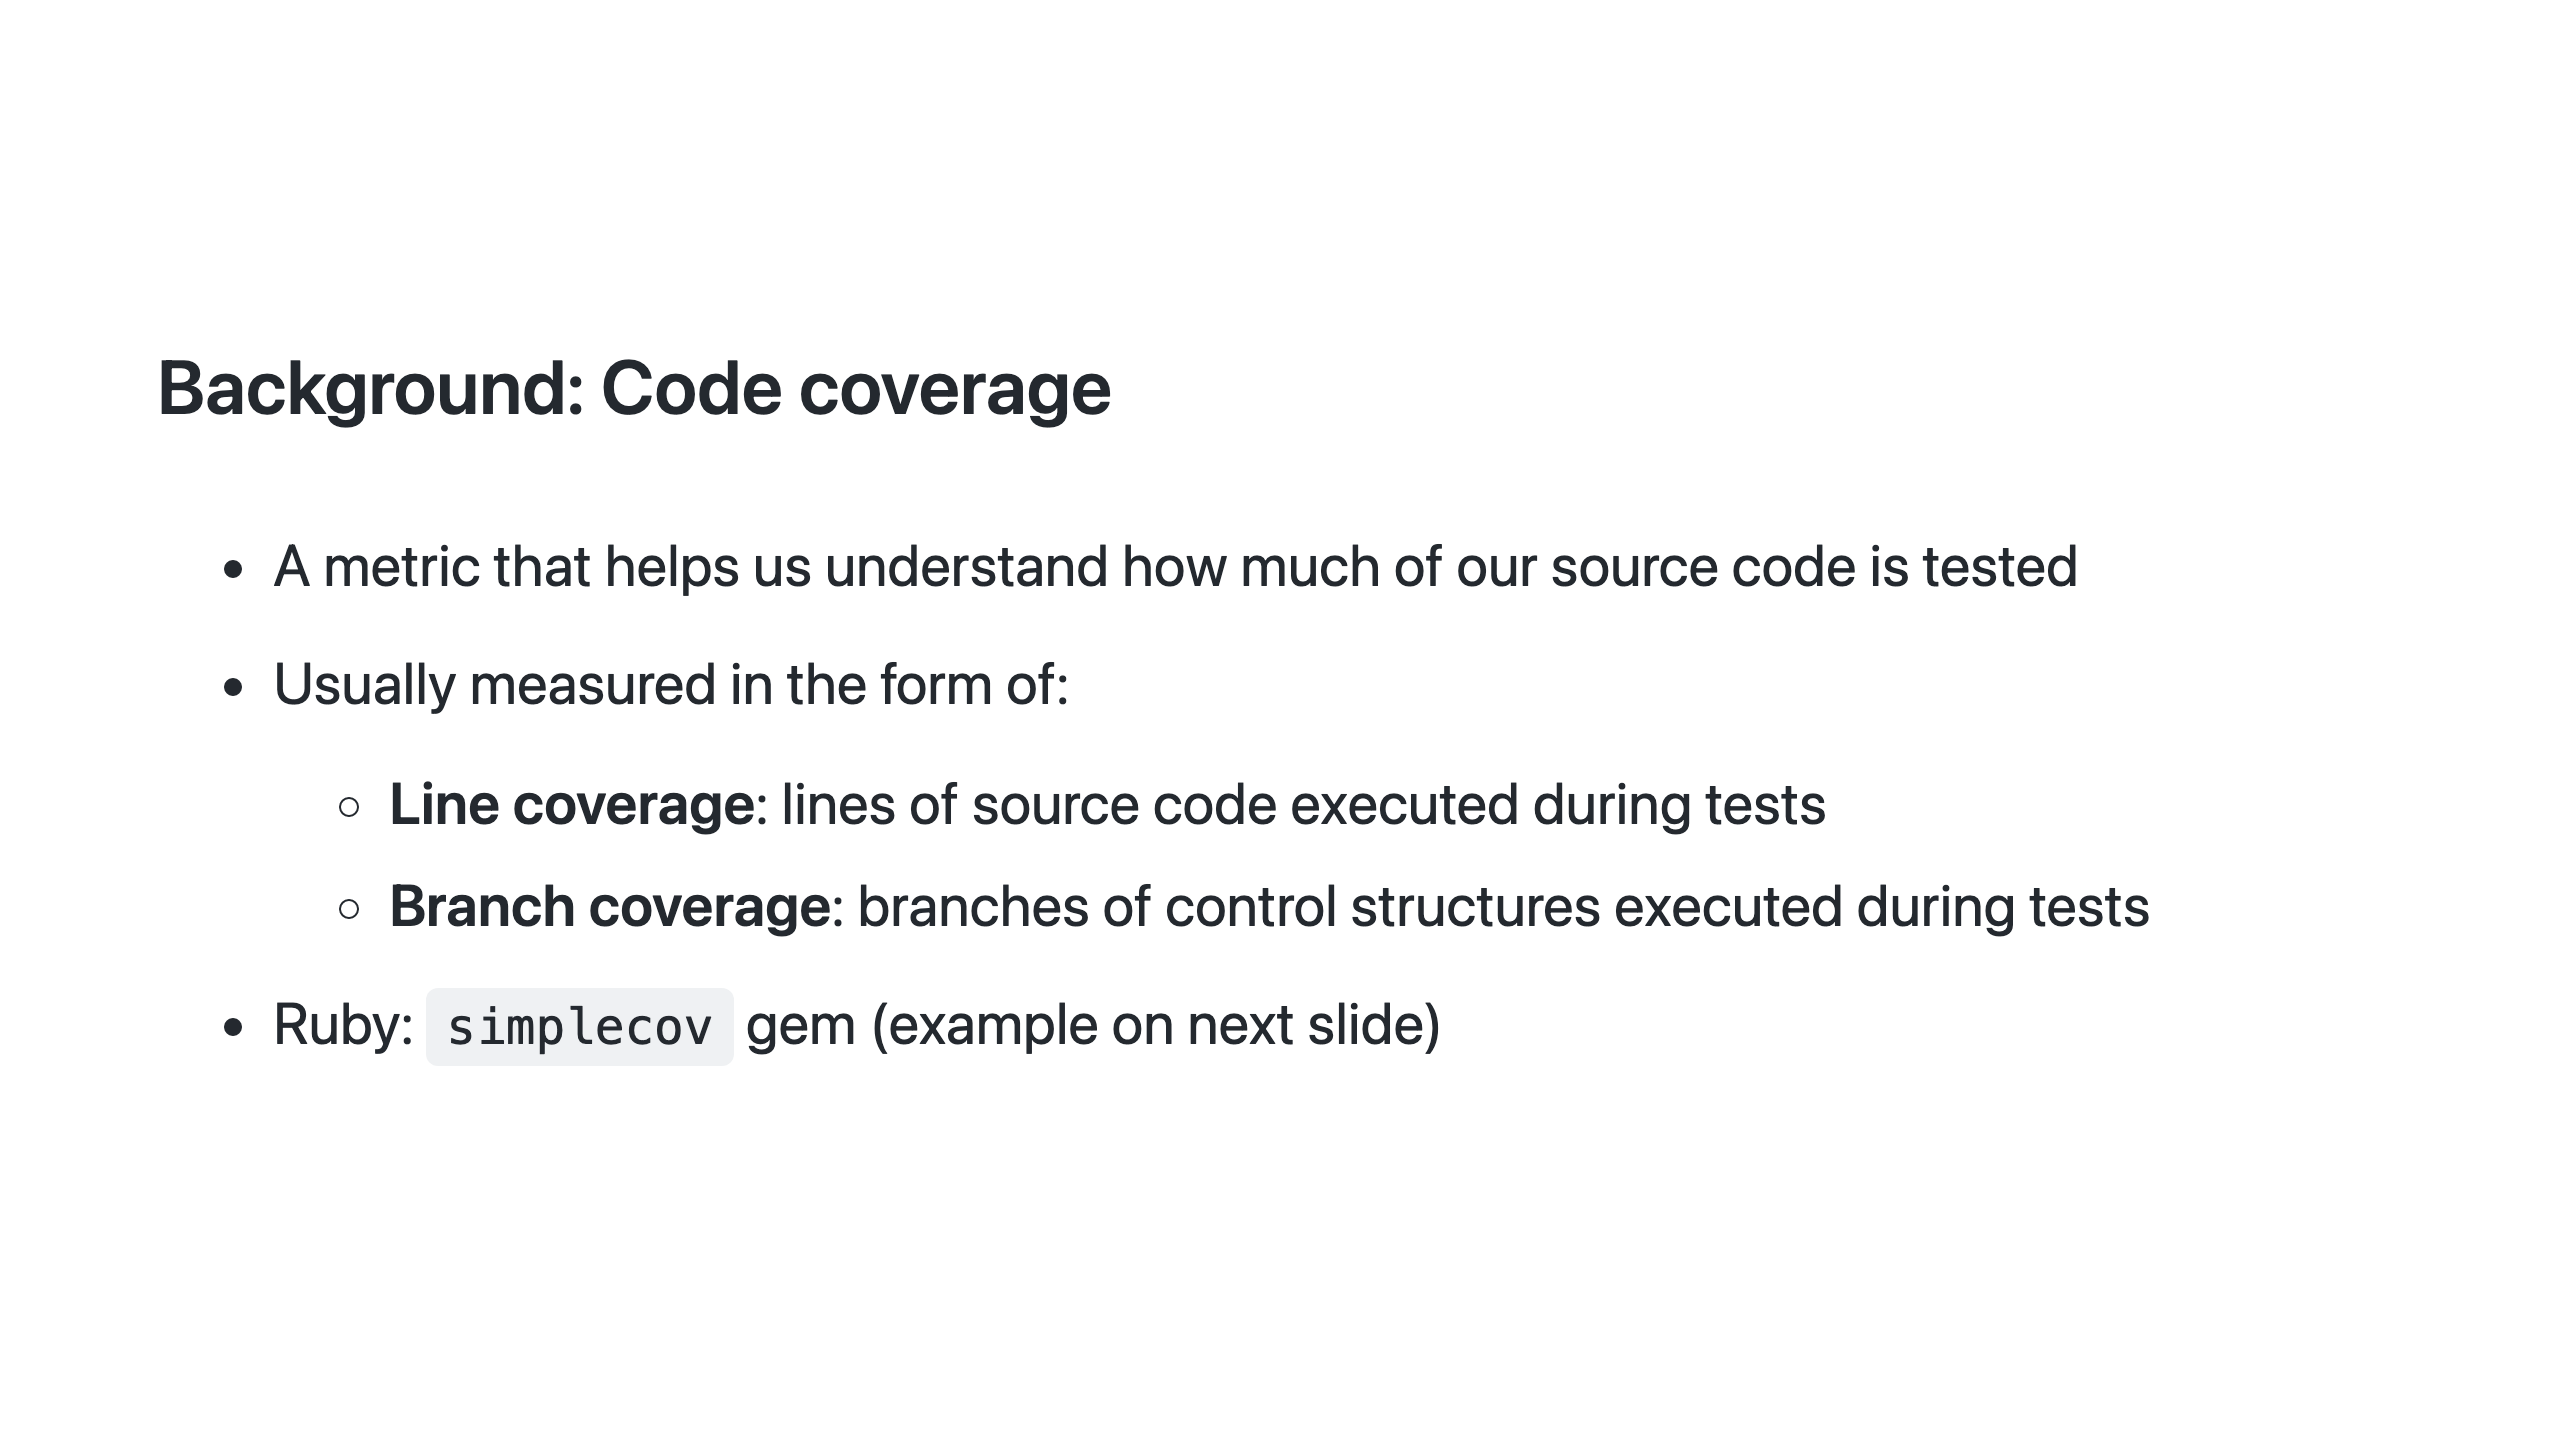 Background: Code coverage
A metric that helps us understand how much of our source code is tested
Usually measured in the form of:
Line coverage: lines of source code executed during tests
Branch coverage: branches of control structures executed during tests
Ruby: simplecov gem (example on next slide)